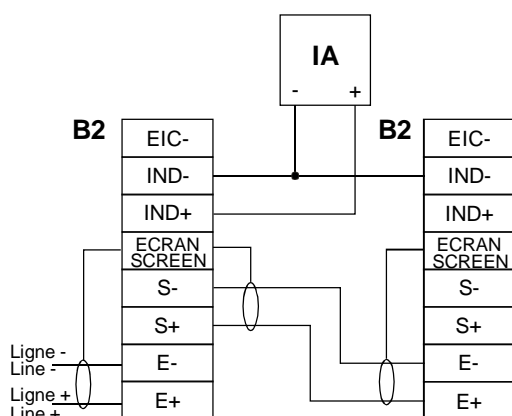 IA
- +
B2
EIC-
IND-
IND+
ECRAN
SCREEN
S-
S+
E-
E+
Ligne -
Line -
Ligne +
Line +
B2
EIC-
IND-
IND+
ECRAN
SCREEN
S-
S+
E-
E+